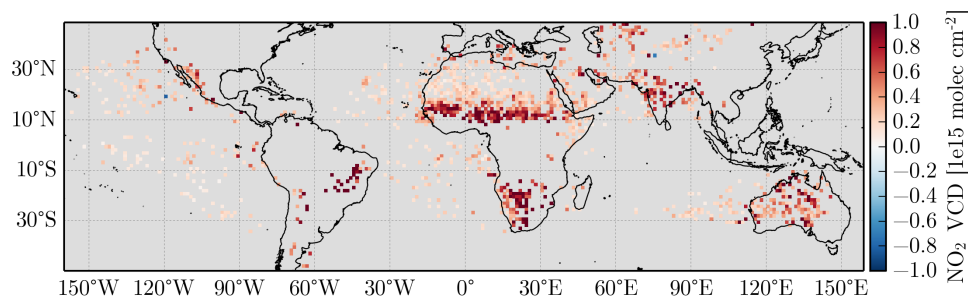 30°N
10°N
10°S
30°S
150°W 120°W 90°W 60°W 30°W 0° 30°E 60°E 90°E 120°E 150°E
1.0
0.8
0.6
0.4
0.2
0.0
−0.2
−0.4
−0.6
−0.8
−1.0
NO₂ VCD [1e15 molec cm⁻²]